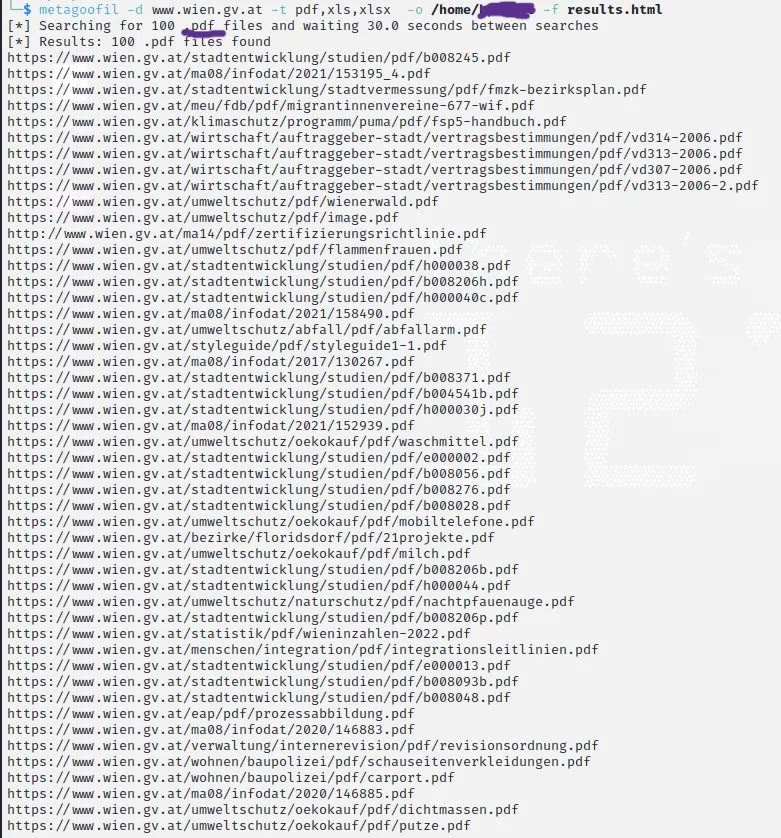 └─$ metagoofil -d www.wien.gv.at -t pdf,xls,xlsx -o /home/ -f results.html
[*] Searching for 100 .pdf files and waiting 30.0 seconds between searches
[*] Results: 100 .pdf files found
https://www.wien.gv.at/stadtentwicklung/studien/pdf/b008245.pdf
https://www.wien.gv.at/ma08/infodat/2021/153195_4.pdf
https://www.wien.gv.at/stadtentwicklung/stadtvermessung/pdf/fmzk-bezirksplan.pdf
https://www.wien.gv.at/meu/fdb/pdf/migrantinnenvereine-677-wif.pdf
https://www.wien.gv.at/klimaschutz/programm/puma/pdf/fsp5-handbuch.pdf
https://www.wien.gv.at/wirtschaft/auftraggeber-stadt/vertragsbestimmungen/pdf/vd314-2006.pdf
https://www.wien.gv.at/wirtschaft/auftraggeber-stadt/vertragsbestimmungen/pdf/vd313-2006.pdf
https://www.wien.gv.at/wirtschaft/auftraggeber-stadt/vertragsbestimmungen/pdf/vd307-2006.pdf
https://www.wien.gv.at/wirtschaft/auftraggeber-stadt/vertragsbestimmungen/pdf/vd313-2006-2.pdf
https://www.wien.gv.at/umweltschutz/pdf/wienerwald.pdf
https://www.wien.gv.at/umweltschutz/pdf/image.pdf
http://www.wien.gv.at/ma14/pdf/zertifizierungsrichtlinie.pdf
https://www.wien.gv.at/umweltschutz/pdf/flammenfrauen.pdf
https://www.wien.gv.at/stadtentwicklung/studien/pdf/h000038.pdf
https://www.wien.gv.at/stadtentwicklung/studien/pdf/b008206h.pdf
https://www.wien.gv.at/stadtentwicklung/studien/pdf/h000040c.pdf
https://www.wien.gv.at/ma08/infodat/2021/158490.pdf
https://www.wien.gv.at/umweltschutz/abfall/pdf/abfallarm.pdf
https://www.wien.gv.at/styleguide/pdf/styleguide1-1.pdf
https://www.wien.gv.at/ma08/infodat/2017/130267.pdf
https://www.wien.gv.at/stadtentwicklung/studien/pdf/b008371.pdf
https://www.wien.gv.at/stadtentwicklung/studien/pdf/b004541b.pdf
https://www.wien.gv.at/stadtentwicklung/studien/pdf/h000030j.pdf
https://www.wien.gv.at/ma08/infodat/2021/152939.pdf
https://www.wien.gv.at/umweltschutz/oekokauf/pdf/waschmittel.pdf
https://www.wien.gv.at/stadtentwicklung/studien/pdf/e000002.pdf
https://www.wien.gv.at/stadtentwicklung/studien/pdf/b008056.pdf
https://www.wien.gv.at/stadtentwicklung/studien/pdf/b008276.pdf
https://www.wien.gv.at/stadtentwicklung/studien/pdf/b008028.pdf
https://www.wien.gv.at/umweltschutz/oekokauf/pdf/mobiltelefone.pdf
https://www.wien.gv.at/bezirke/floridsdorf/pdf/21projekte.pdf
https://www.wien.gv.at/umweltschutz/oekokauf/pdf/milch.pdf
https://www.wien.gv.at/stadtentwicklung/studien/pdf/b008206b.pdf
https://www.wien.gv.at/stadtentwicklung/studien/pdf/h000044.pdf
https://www.wien.gv.at/umweltschutz/naturschutz/pdf/nachtpfauenauge.pdf
https://www.wien.gv.at/stadtentwicklung/studien/pdf/b008206p.pdf
https://www.wien.gv.at/statistik/pdf/wieninzahlen-2022.pdf
https://www.wien.gv.at/menschen/integration/pdf/integrationsleitlinien.pdf
https://www.wien.gv.at/stadtentwicklung/studien/pdf/e000013.pdf
https://www.wien.gv.at/stadtentwicklung/studien/pdf/b008093b.pdf
https://www.wien.gv.at/stadtentwicklung/studien/pdf/b008048.pdf
https://www.wien.gv.at/eap/pdf/prozessabbildung.pdf
https://www.wien.gv.at/ma08/infodat/2020/146883.pdf
https://www.wien.gv.at/verwaltung/internerevision/pdf/revisionsordnung.pdf
https://www.wien.gv.at/wohnen/baupolizei/pdf/schauseitenverkleidungen.pdf
https://www.wien.gv.at/wohnen/baupolizei/pdf/carport.pdf
https://www.wien.gv.at/ma08/infodat/2020/146885.pdf
https://www.wien.gv.at/umweltschutz/oekokauf/pdf/dichtmassen.pdf
https://www.wien.gv.at/umweltschutz/oekokauf/pdf/putze.pdf